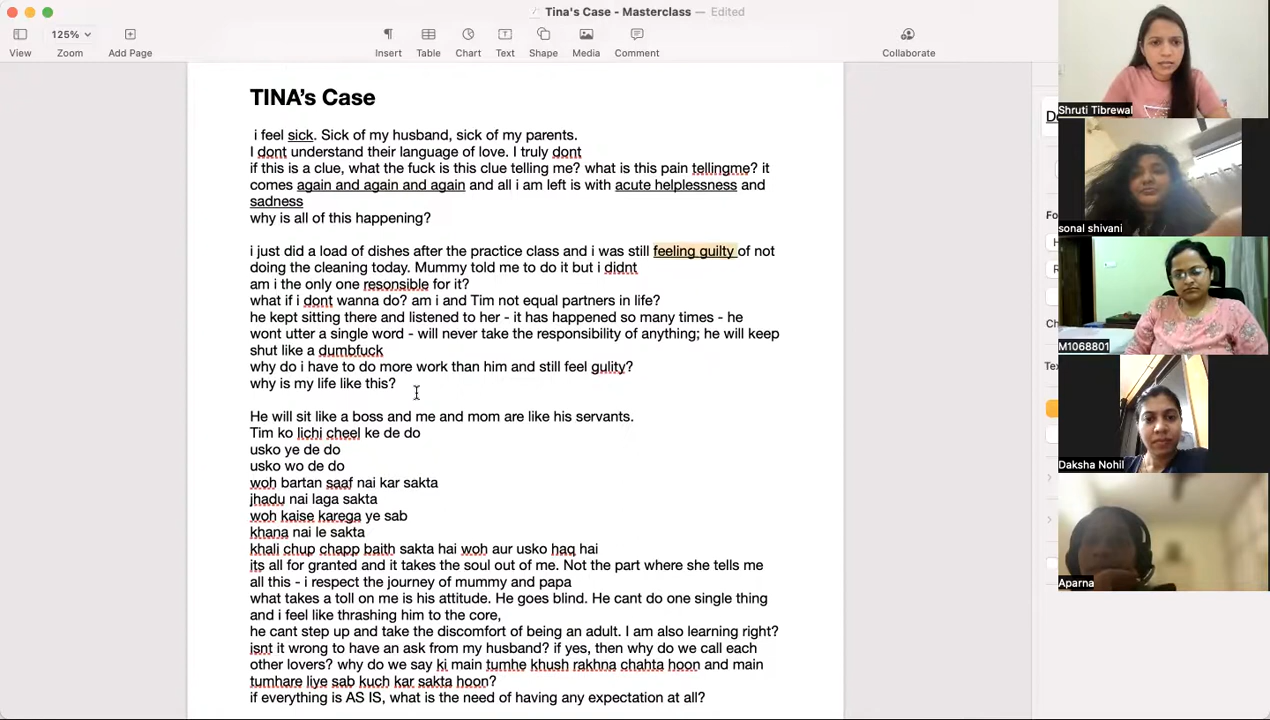 Tina's Case - Masterclass — Edited
125%
View
Zoom
Add Page
Insert
Table
Chart
Text
Shape
Media
Comment
Collaborate
TINA's Case
i feel sick. Sick of my husband, sick of my parents.
I dont understand their language of love. I truly dont
if this is a clue, what the fuck is this clue telling me? what is this pain tellingme? it
comes again and again and again and all i am left is with acute helplessness and
sadness
why is all of this happening?
i just did a load of dishes after the practice class and i was still feeling guilty of not
doing the cleaning today. Mummy told me to do it but i didnt
am i the only one resonsible for it?
what if i dont wanna do? am i and Tim not equal partners in life?
he kept sitting there and listened to her - it has happened so many times - he
wont utter a single word - will never take the responsibility of anything; he will keep
shut like a dumbfuck
why do i have to do more work than him and still feel gulity?
why is my life like this?
He will sit like a boss and me and mom are like his servants.
Tim ko lichi cheel ke de do
usko ye de do
usko wo de do
woh bartan saaf nai kar sakta
jhadu nai laga sakta
woh kaise karega ye sab
khana nai le sakta
khali chup chapp baith sakta hai woh aur usko haq hai
its all for granted and it takes the soul out of me. Not the part where she tells me
all this - i respect the journey of mummy and papa
what takes a toll on me is his attitude. He goes blind. He cant do one single thing
and i feel like thrashing him to the core,
he cant step up and take the discomfort of being an adult. I am also learning right?
isnt it wrong to have an ask from my husband? if yes, then why do we call each
other lovers? why do we say ki main tumhe khush rakhna chahta hoon and main
tumhare liye sab kuch kar sakta hoon?
if everything is AS IS, what is the need of having any expectation at all?
Shruti Tibrewal
sonal shivani
M1068801
Daksha Nohil
Aparna